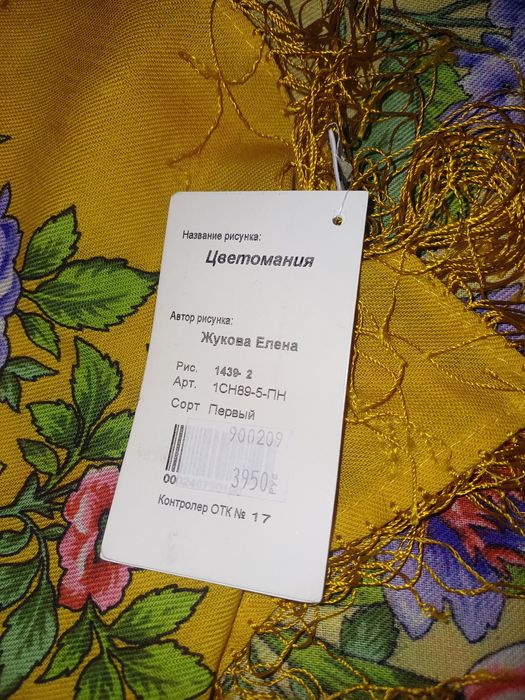 Название рисунка:
Цветомания
Автор рисунка:
Жукова Елена
Рис. 1439- 2
Арт. 1СН89-5-ПН
Сорт Первый
900209
3950 РУБ
Контролер ОТК № 17